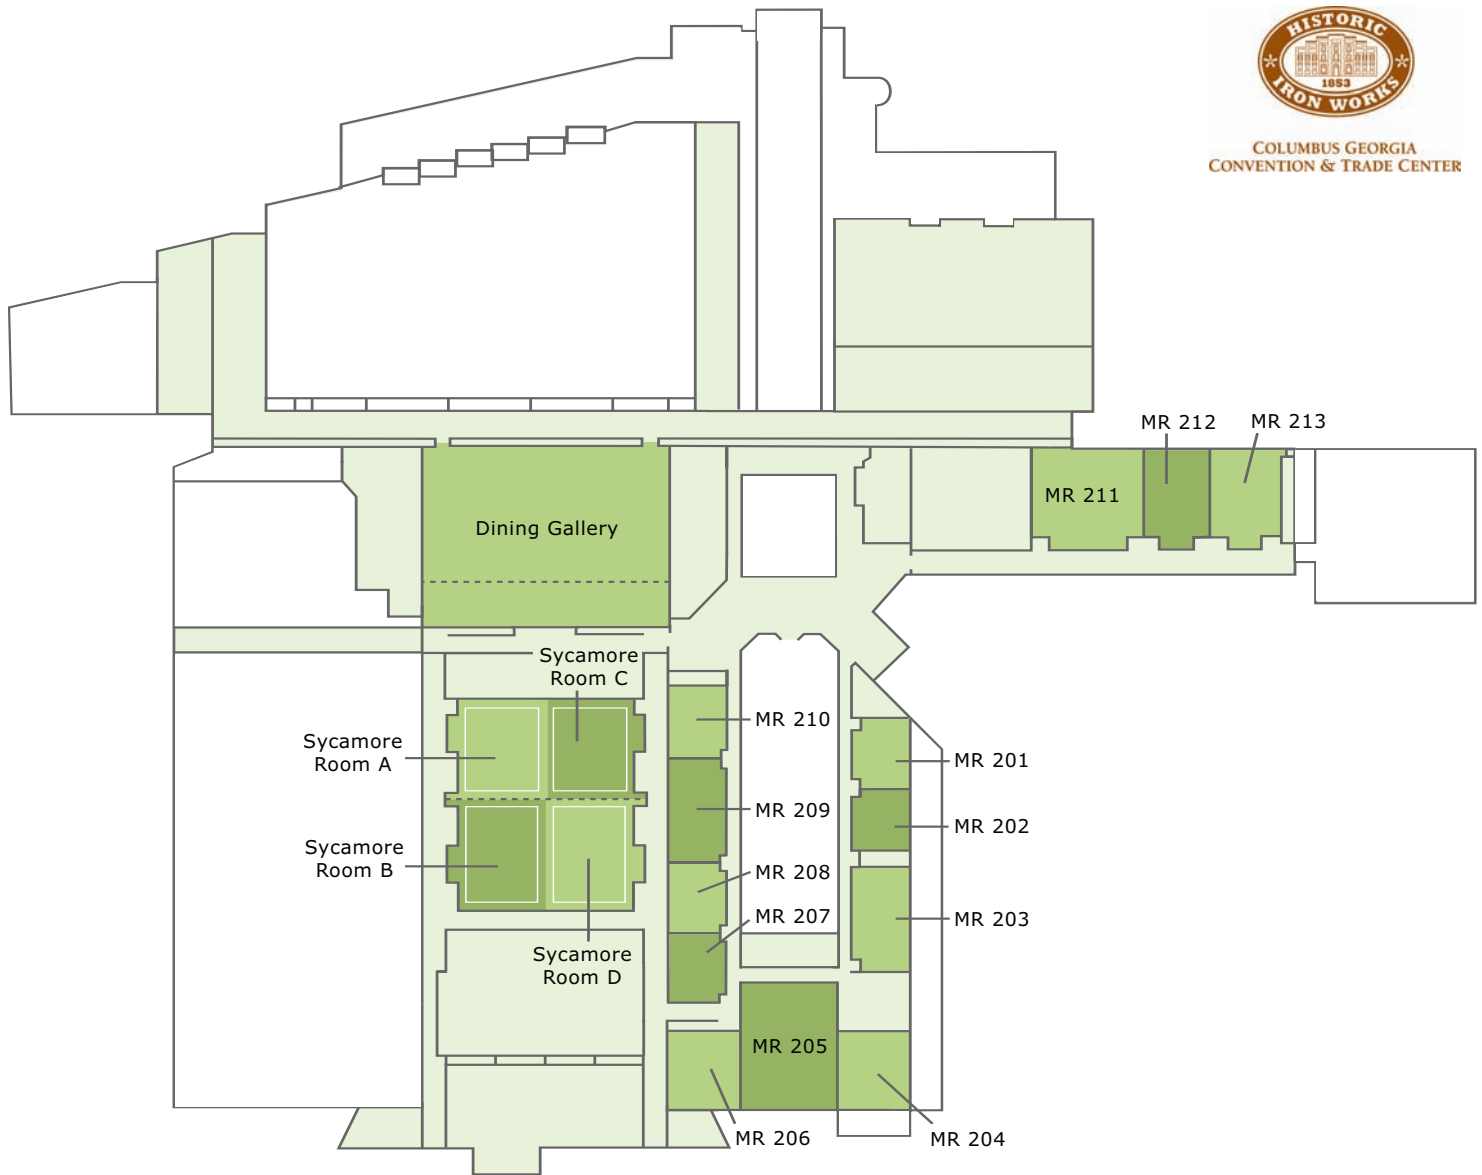 HISTORIC
1853
IRON WORKS
COLUMBUS GEORGIA
CONVENTION & TRADE CENTER
MR 212
MR 213
MR 211
Dining Gallery
Sycamore
Room C
MR 210
Sycamore
Room A
MR 201
MR 209
MR 202
Sycamore
Room B
MR 208
MR 207
MR 203
Sycamore
Room D
MR 205
MR 206
MR 204